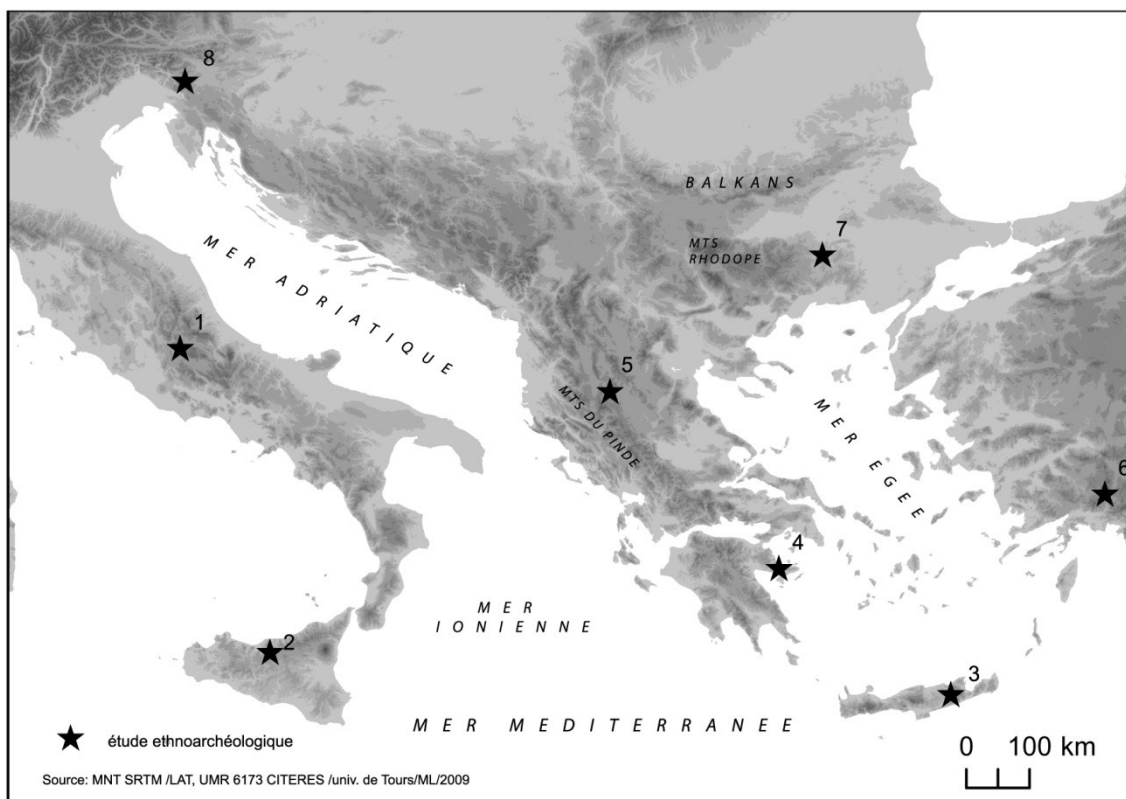 8
BALKANS
7
MTS
RHODOPE
MER ADRIATIQUE
1
5
MTS DU PINDE
MER EGEE
6
4
MER
IONIENNE
2
3
MER MEDITERRANEE
étude ethnoarchéologique
0 100 km
Source: MNT SRTM /LAT, UMR 6173 CITERES /univ. de Tours/ML/2009